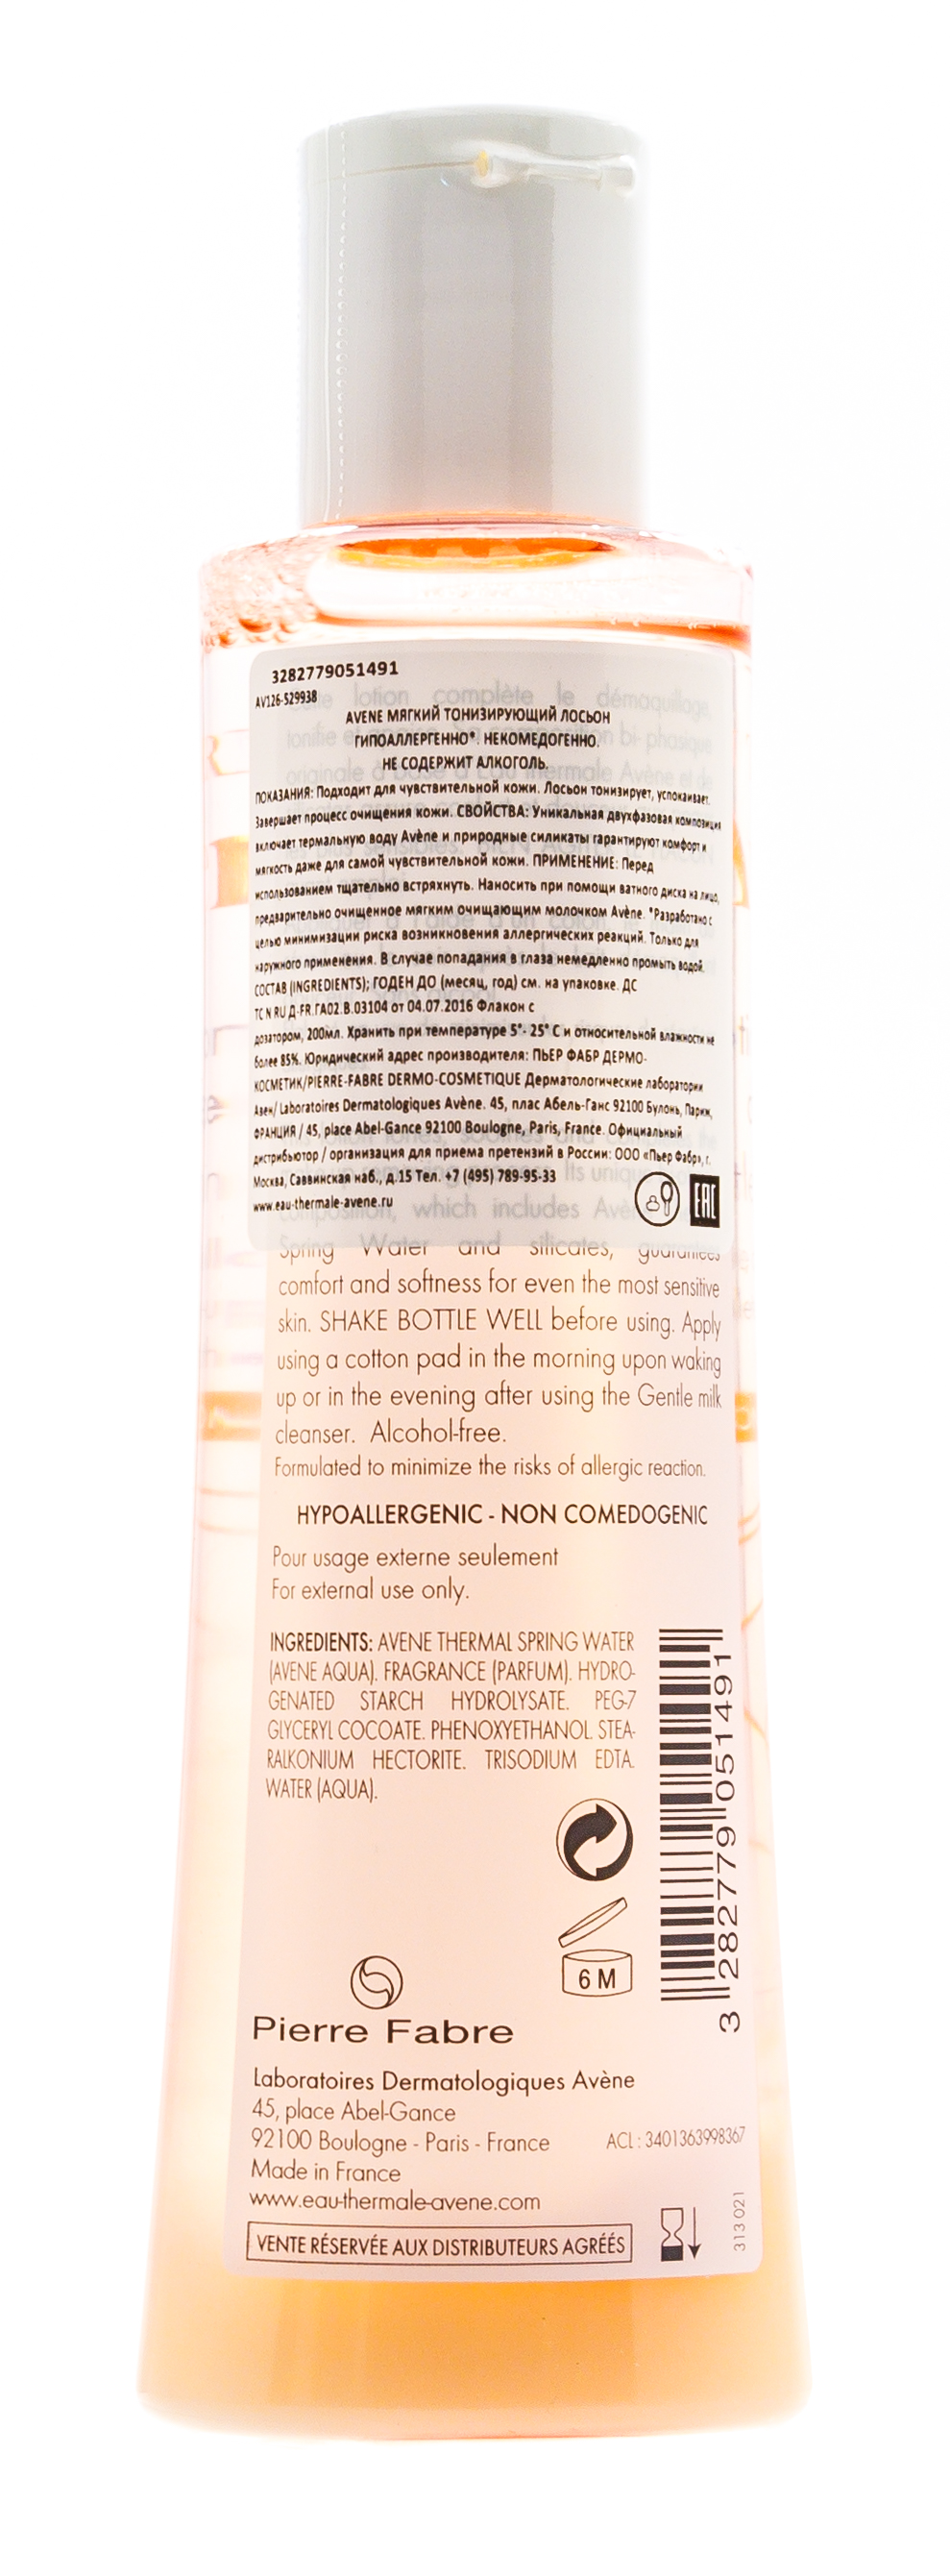 3282779051491
AV126-529938
AVENE МЯГКИЙ ТОНИЗИРУЮЩИЙ ЛОСЬОН
ГИПОАЛЛЕРГЕННО*. НЕКОМЕДОГЕННО.
НЕ СОДЕРЖИТ АЛКОГОЛЬ.
ПОКАЗАНИЯ: Подходит для чувствительной кожи. Лосьон тонизирует, успокаивает.
Завершает процесс очищения кожи. СВОЙСТВА: Уникальная двухфазовая композиция
включает термальную воду Avène и природные силикаты гарантируют комфорт и
мягкость даже для самой чувствительной кожи. ПРИМЕНЕНИЕ: Перед
использованием тщательно встряхнуть. Наносить при помощи ватного диска на лицо,
предварительно очищенное мягким очищающим молочком Avène. *Разработано с
целью минимизации риска возникновения аллергических реакций. Только для
наружного применения. В случае попадания в глаза немедленно промыть водой.
СОСТАВ (INGREDIENTS); ГОДЕН ДО (месяц, год) см. на упаковке. ДС
ТС N RU Д-FR.ГА02.В.03104 от 04.07.2016 Флакон с
дозатором, 200мл. Хранить при температуре 5°- 25° С и относительной влажности не
более 85%. Юридический адрес производителя: ПЬЕР ФАБР ДЕРМО-
КОСМЕТИК/PIERRE-FABRE DERMO-COSMETIQUE Дерматологические лаборатории
Авен/ Laboratoires Dermatologiques Avène. 45, плас Абель-Ганс 92100 Булонь, Париж,
ФРАНЦИЯ / 45, place Abel-Gance 92100 Boulogne, Paris, France. Официальный
дистрибьютор / организация для приема претензий в России: ООО «Пьер Фабр», г.
Москва, Саввинская наб., д.15 Тел. +7 (495) 789-95-33
www.eau-thermale-avene.ru
EAC
Spring Water and silicates, guarantees
comfort and softness for even the most sensitive
skin. SHAKE BOTTLE WELL before using. Apply
using a cotton pad in the morning upon waking
up or in the evening after using the Gentle milk
cleanser. Alcohol-free.
Formulated to minimize the risks of allergic reaction.
HYPOALLERGENIC - NON COMEDOGENIC
Pour usage externe seulement
For external use only.
INGREDIENTS: AVENE THERMAL SPRING WATER
(AVENE AQUA). FRAGRANCE (PARFUM). HYDRO-
GENATED STARCH HYDROLYSATE. PEG-7
GLYCERYL COCOATE. PHENOXYETHANOL. STEA-
RALKONIUM HECTORITE. TRISODIUM EDTA.
WATER (AQUA).
3 282779 051491
6 M
Pierre Fabre
Laboratoires Dermatologiques Avène
45, place Abel-Gance
92100 Boulogne - Paris - France
ACL : 3401363998367
Made in France
www.eau-thermale-avene.com
VENTE RÉSERVÉE AUX DISTRIBUTEURS AGRÉÉS
313 021